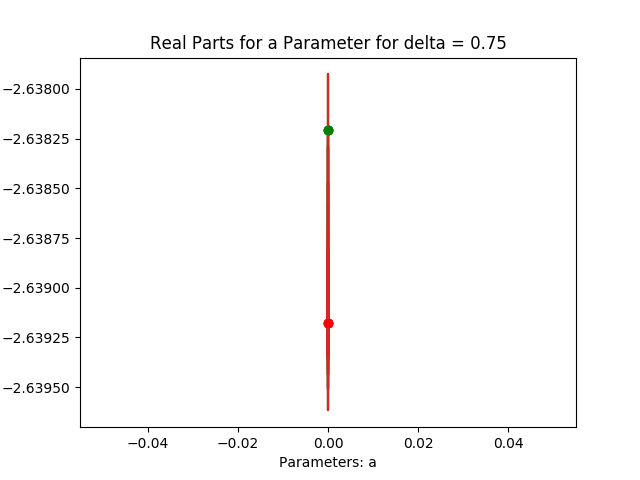 Real Parts for a Parameter for delta = 0.75
−2.63800
−2.63825
−2.63850
−2.63875
−2.63900
−2.63925
−2.63950
−0.04 −0.02 0.00 0.02 0.04
Parameters: a